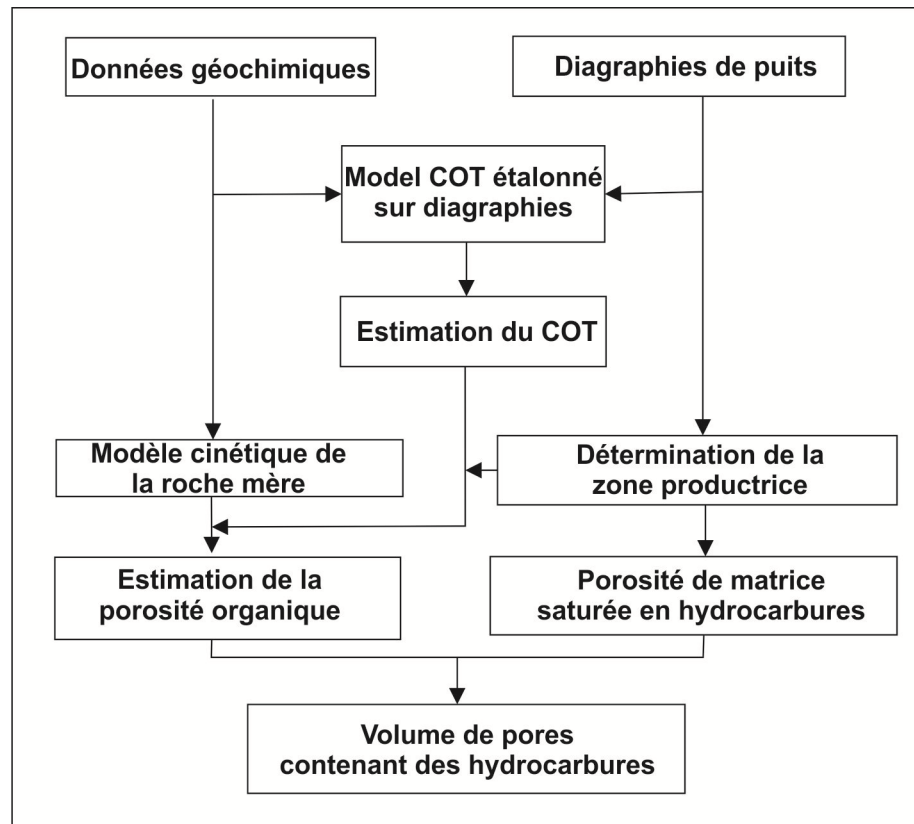 Données géochimiques
Diagraphies de puits
Model COT étalonné
sur diagraphies
Estimation du COT
Modèle cinétique de
la roche mère
Détermination de la
zone productrice
Estimation de la
porosité organique
Porosité de matrice
saturée en hydrocarbures
Volume de pores
contenant des hydrocarbures